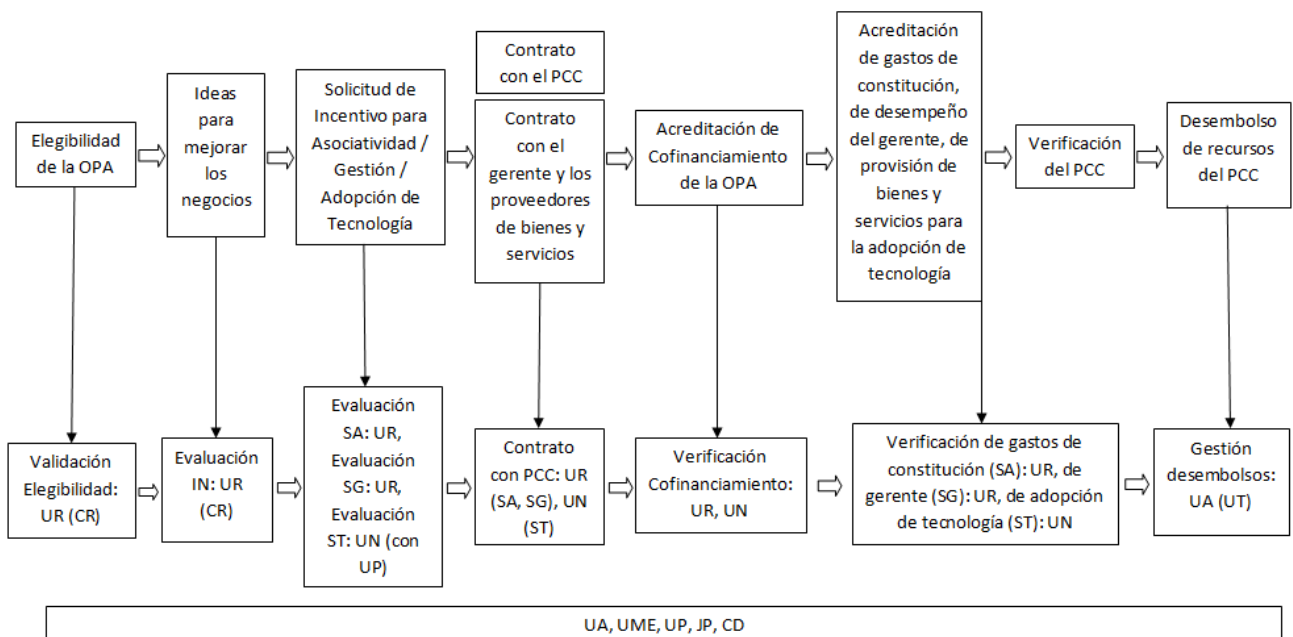 Elegibilidad
de la OPA
Ideas
para
mejorar
los
negocios
Solicitud de
Incentivo para
Asociatividad /
Gestión /
Adopción de
Tecnología
Contrato
con el PCC
Contrato
con el
gerente y los
proveedores
de bienes y
servicios
Acreditación de
Cofinanciamiento
de la OPA
Acreditación
de gastos de
constitución,
de desempeño
del gerente, de
provisión de
bienes y
servicios para
la adopción de
tecnología
Verificación
del PCC
Desembolso
de recursos
del PCC
Validación
Elegibilidad:
UR (CR)
Evaluación
IN: UR
(CR)
Evaluación
SA: UR,
Evaluación
SG: UR,
Evaluación
ST: UN (con
UP)
Contrato
con PCC: UR
(SA, SG), UN
(ST)
Verificación
Cofinanciamiento:
UR, UN
Verificación de gastos de
constitución (SA): UR, de
gerente (SG): UR, de adopción
de tecnología (ST): UN
Gestión
desembolsos:
UA (UT)
UA, UME, UP, JP, CD